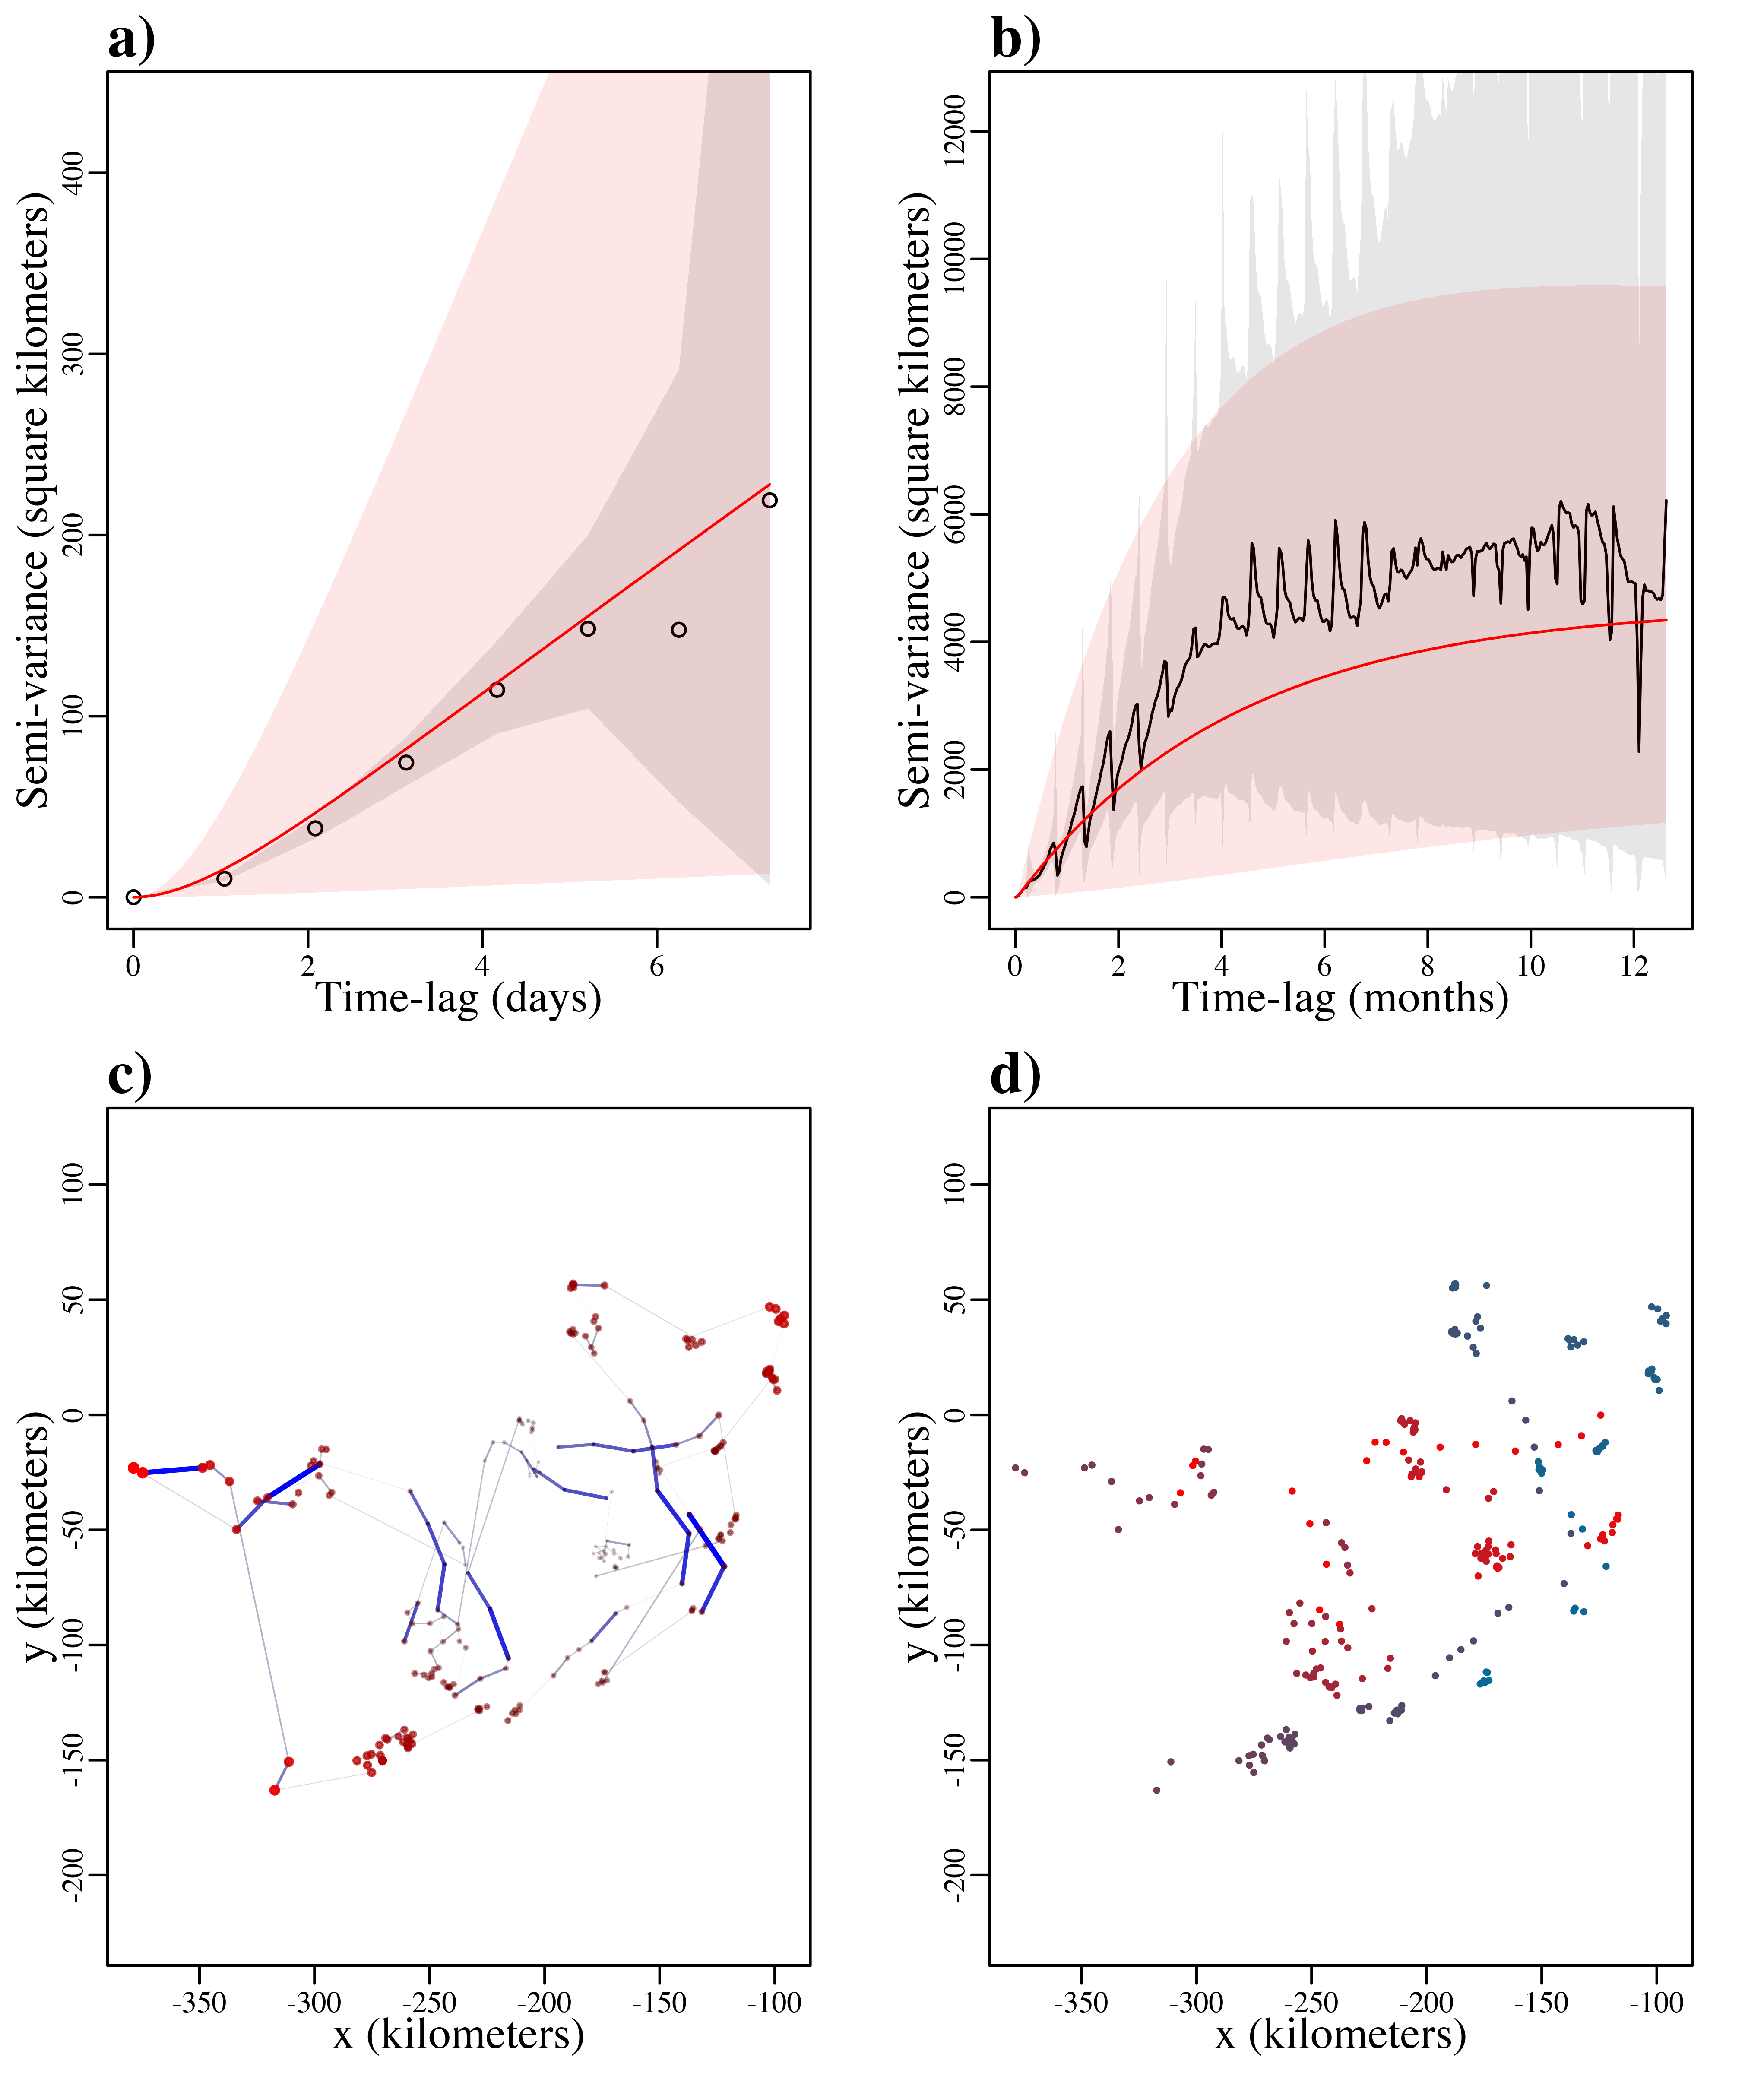 a)
Semi-variance (square kilometers)
0 100 200 300 400
0 2 4 6
Time-lag (days)
b)
Semi-variance (square kilometers)
0 2000 4000 6000 8000 10000 12000
0 2 4 6 8 10 12
Time-lag (months)
c)
y (kilometers)
-200 -150 -100 -50 0 50 100
-350 -300 -250 -200 -150 -100
x (kilometers)
d)
y (kilometers)
-200 -150 -100 -50 0 50 100
-350 -300 -250 -200 -150 -100
x (kilometers)